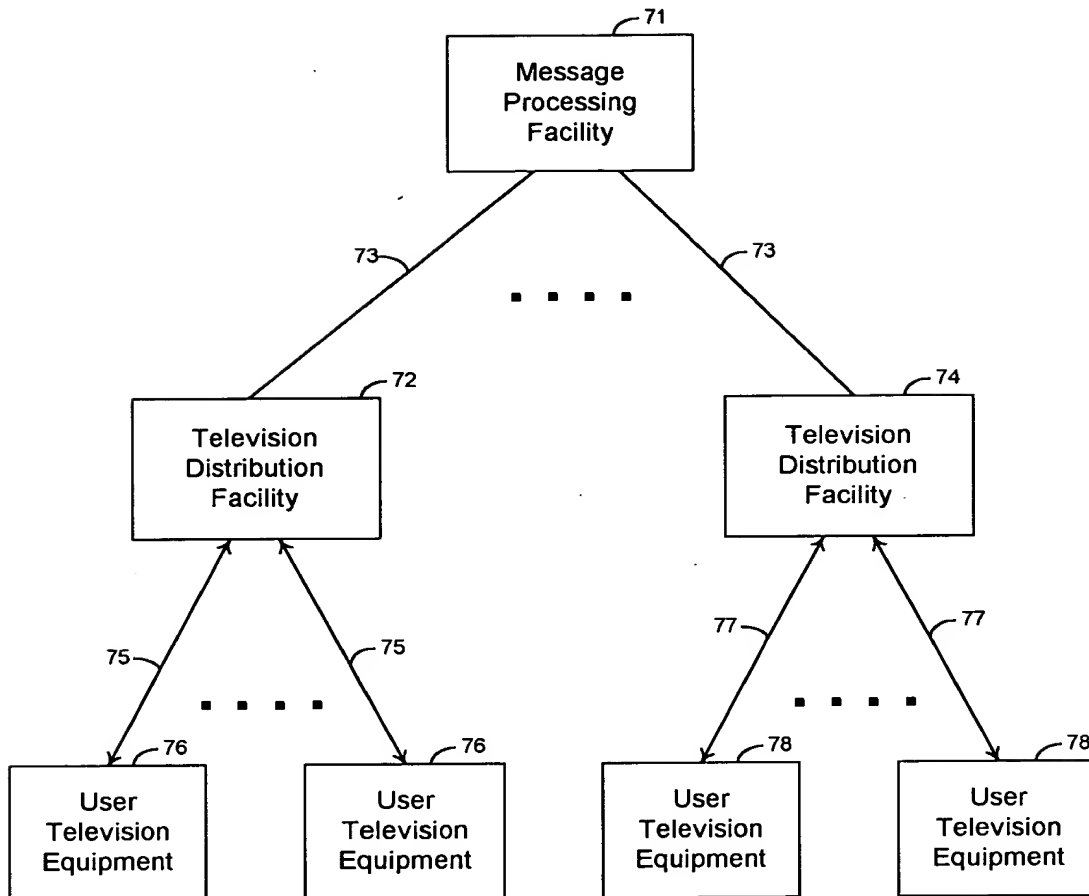 71
Message
Processing
Facility
73
73
72
74
Television
Distribution
Facility
Television
Distribution
Facility
75
75
77
77
76
76
78
78
User
Television
Equipment
User
Television
Equipment
User
Television
Equipment
User
Television
Equipment